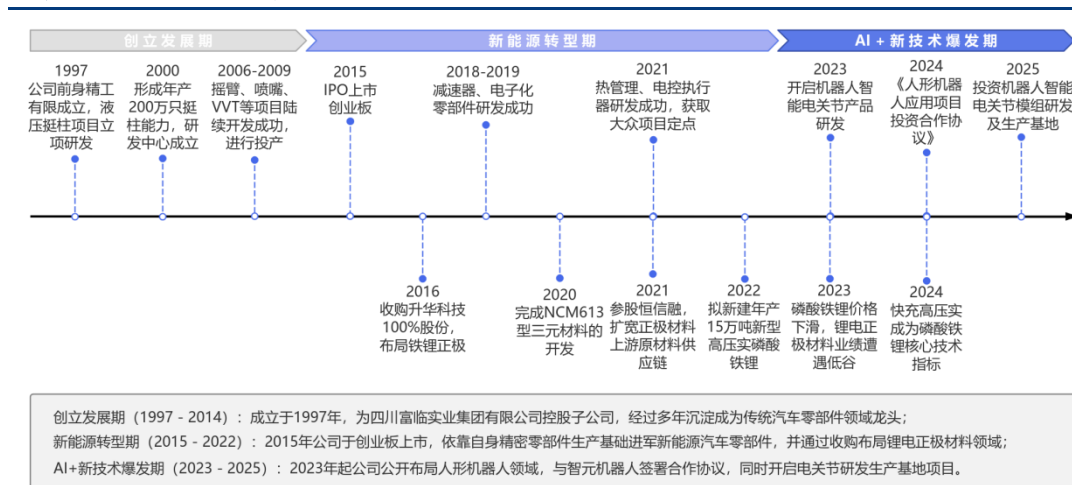 创立发展期
新能源转型期
AI + 新技术爆发期
1997
公司前身精工
有限成立，液
压挺柱项目立
项研发
2000
形成年产
200万只挺
柱能力，研
发中心成立
2006-2009
摇臂、喷嘴、
VVT等项目陆
续开发成功，
进行投产
2015
IPO上市
创业板
2018-2019
减速器、电子化
零部件研发成功
2021
热管理、电控执行
器研发成功，获取
大众项目定点
2023
开启机器人智
能电关节产品
研发
2024
《人形机器
人应用项目
投资合作协
议》
2025
投资机器人智能
电关节模组研发
及生产基地
2016
收购升华科技
100%股份，
布局铁锂正极
2020
完成NCM613
型三元材料的
开发
2021
参股恒信融，
扩宽正极材料
上游原材料供
应链
2022
拟新建年产
15万吨新型
高压实磷酸
铁锂
2023
磷酸铁锂价格
下滑，锂电正
极材料业绩遭
遇低谷
2024
快充高压实
成为磷酸铁
锂核心技术
指标
创立发展期（1997 - 2014）：成立于1997年，为四川富临实业集团有限公司控股子公司，经过多年沉淀成为传统汽车零部件领域龙头；
新能源转型期（2015 - 2022）：2015年公司于创业板上市，依靠自身精密零部件生产基础进军新能源汽车零部件，并通过收购布局锂电正极材料领域；
AI+新技术爆发期（2023 - 2025）：2023年起公司公开布局人形机器人领域，与智元机器人签署合作协议，同时开启电关节研发生产基地项目。